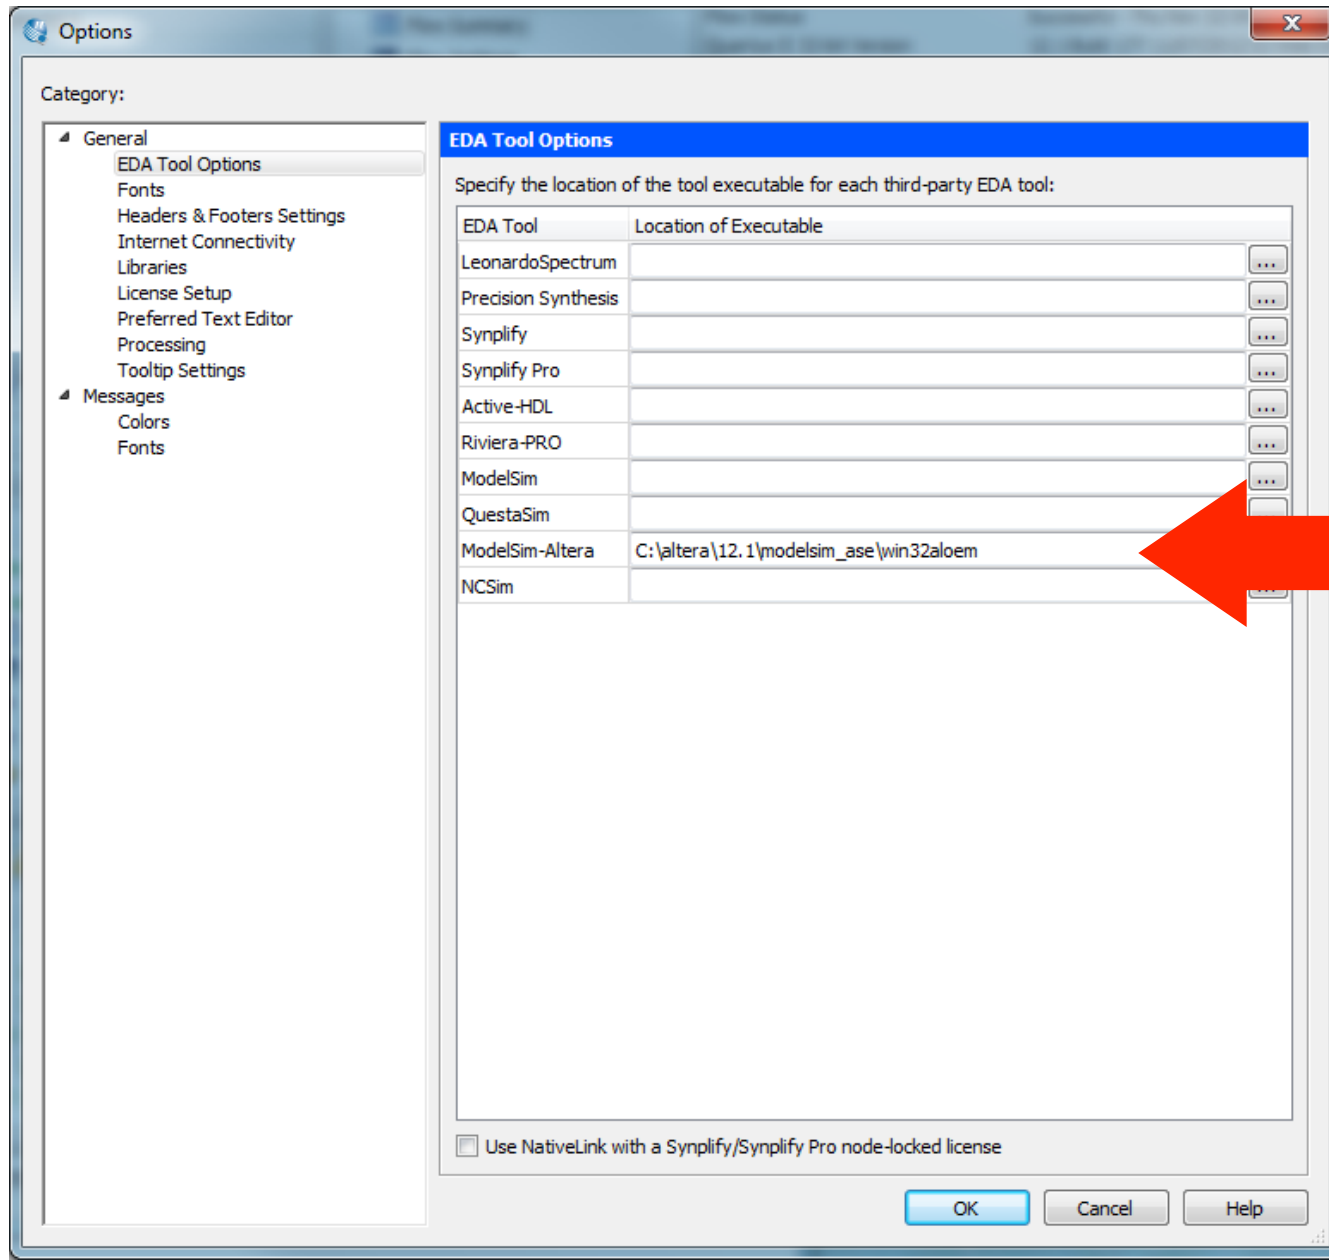 Options
Category:
General
EDA Tool Options
Fonts
Headers & Footers Settings
Internet Connectivity
Libraries
License Setup
Preferred Text Editor
Processing
Tooltip Settings
Messages
Colors
Fonts
EDA Tool Options
Specify the location of the tool executable for each third-party EDA tool:
EDA Tool Location of Executable
LeonardoSpectrum ...
Precision Synthesis ...
Synplify ...
Synplify Pro ...
Active-HDL ...
Riviera-PRO ...
ModelSim ...
QuestaSim
ModelSim-Altera C:\altera\12.1\modelsim_ase\win32aloem
NCSim ...
Use NativeLink with a Synplify/Synplify Pro node-locked license
OK Cancel Help